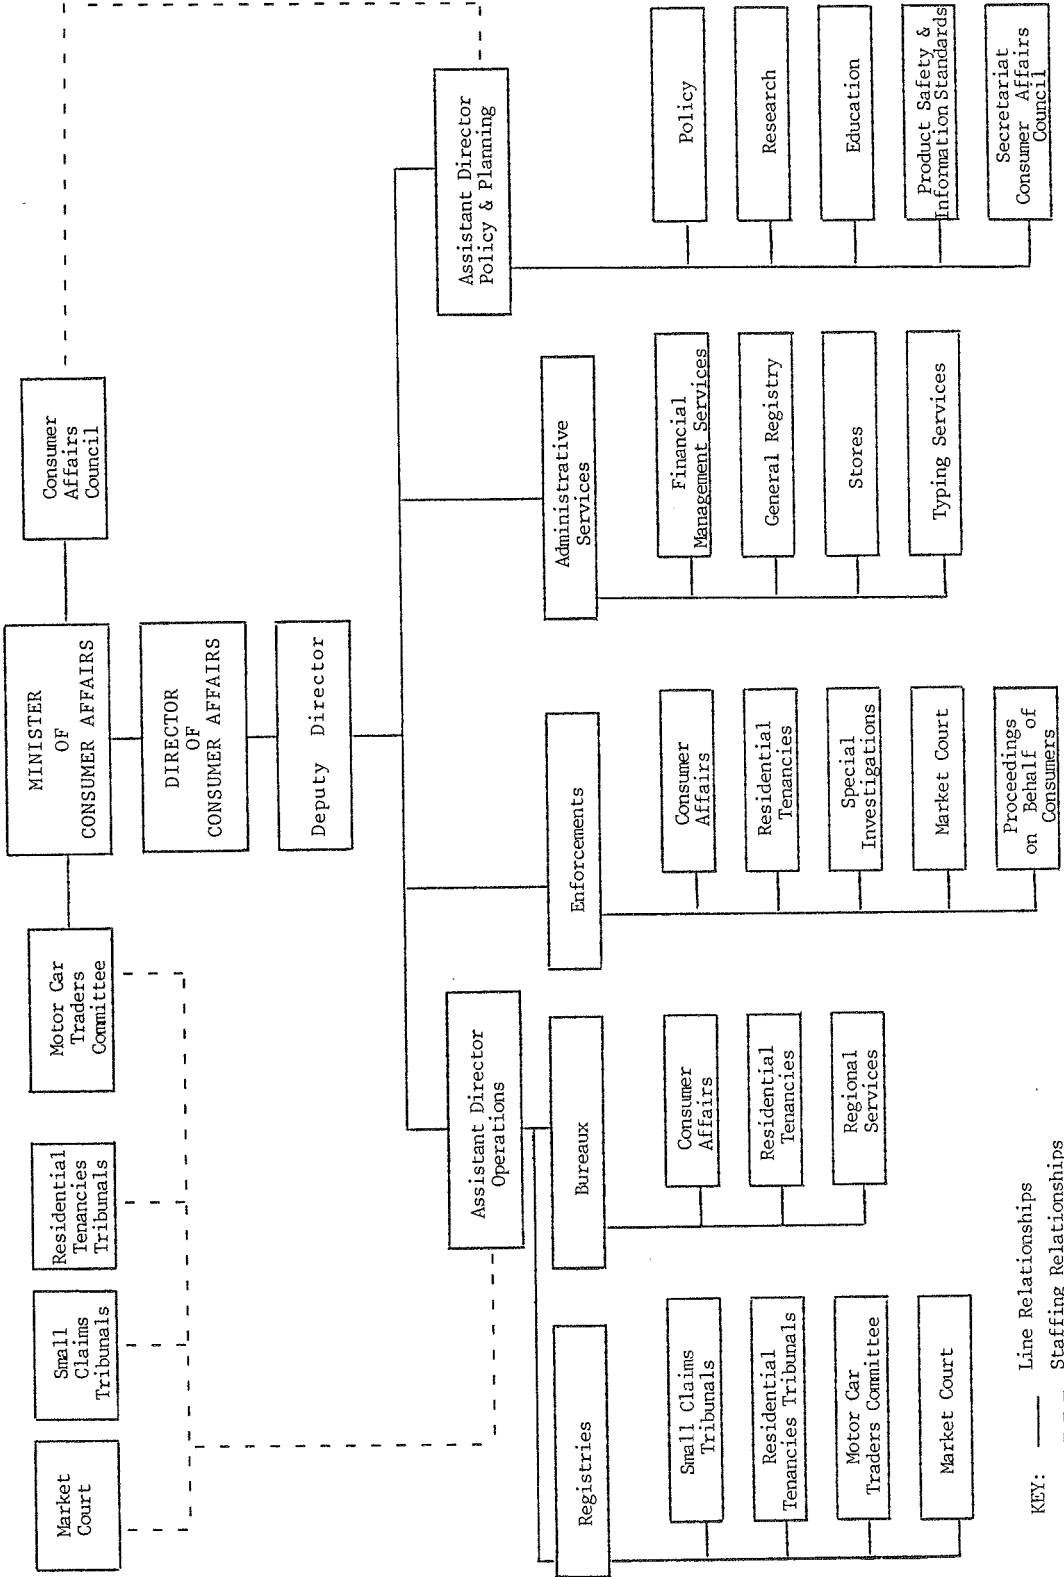 Market
Court
Small
Claims
Tribunals
Residential
Tenancies
Tribunals
Motor Car
Traders
Committee
MINISTER
OF
CONSUMER AFFAIRS
Consumer
Affairs
Council
DIRECTOR
OF
CONSUMER AFFAIRS
Deputy Director
Assistant Director
Operations
Assistant Director
Policy & Planning
Registries
Bureaux
Enforcements
Administrative
Services
Small Claims
Tribunals
Residential
Tenancies Tribunals
Motor Car
Traders Committee
Market Court
Consumer
Affairs
Residential
Tenancies
Regional
Services
Consumer
Affairs
Residential
Tenancies
Special
Investigations
Market Court
Proceedings
on Behalf of
Consumers
Financial
Management Services
General Registry
Stores
Typing Services
Policy
Research
Education
Product Safety &
Information Standards
Secretariat
Consumer Affairs
Council
KEY: —— Line Relationships
- - - - Staffing Relationships